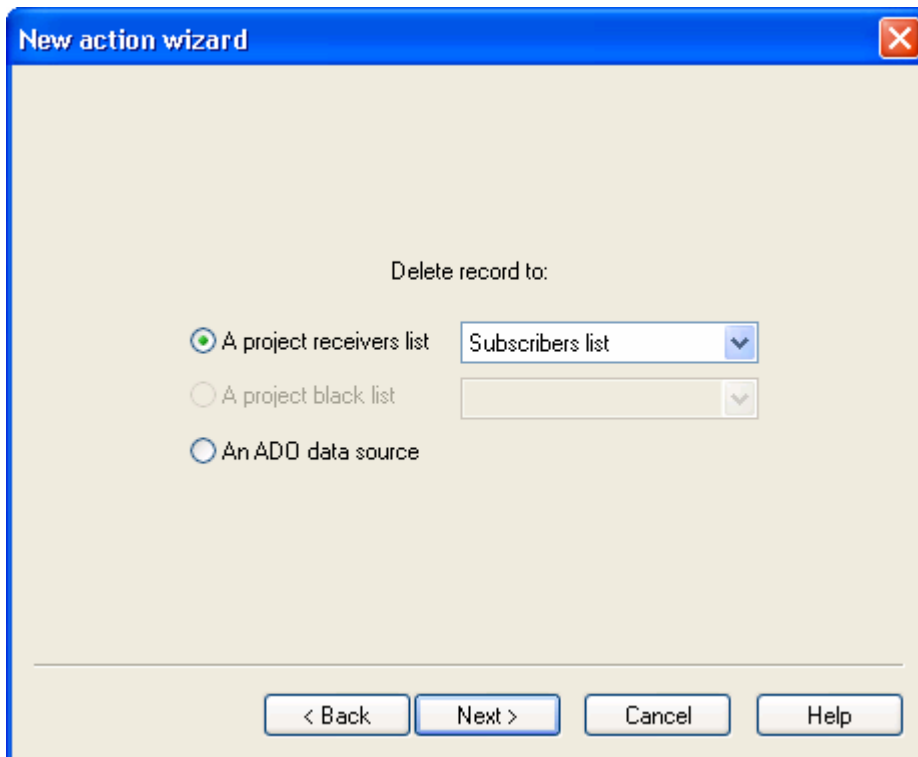 New action wizard
Delete record to:
A project receivers list Subscribers list
A project black list
An ADO data source
< Back Next > Cancel Help